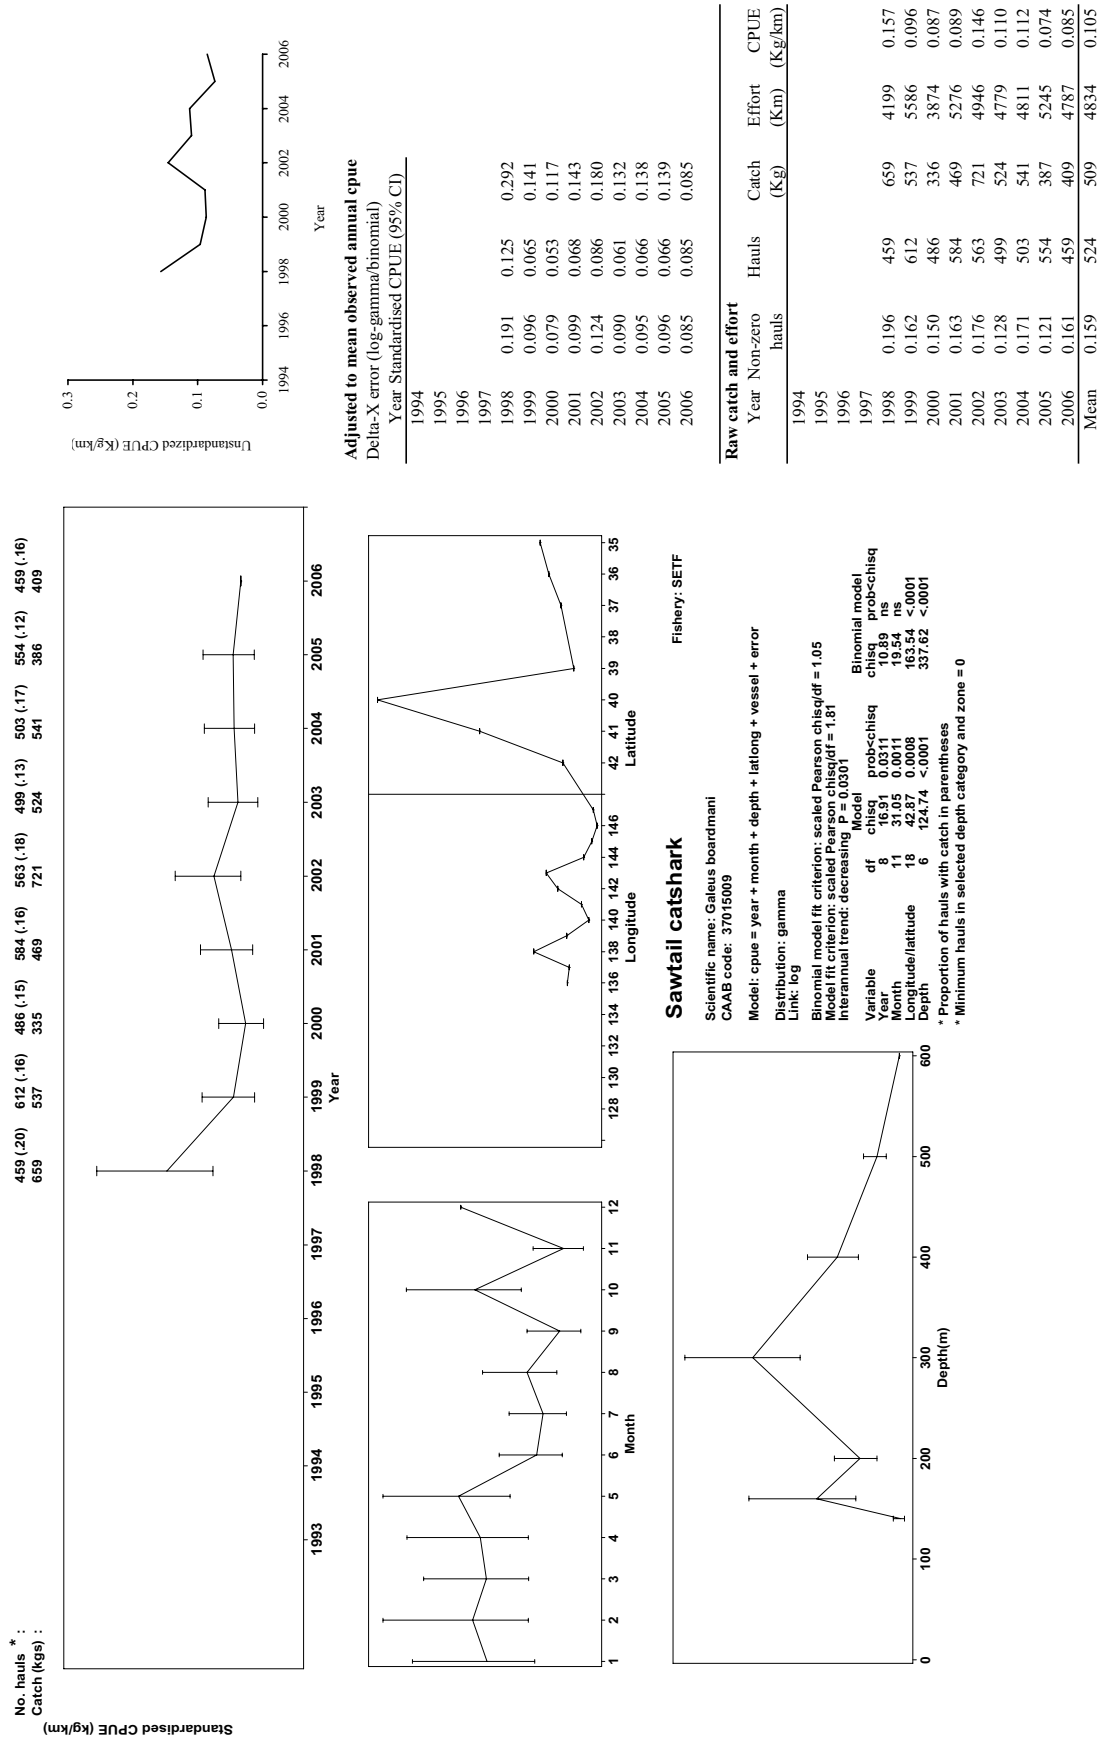 No. hauls * : 459 (.20) 612 (.16) 486 (.15) 584 (.16) 563 (.18) 499 (.13) 503 (.17) 554 (.12) 459 (.16)
Catch (kgs) : 659 537 335 469 721 524 541 386 409
Standardised CPUE (kg/km)
1993 1994 1995 1996 1997 1998 1999 2000 2001 2002 2003 2004 2005 2006
Year
1 2 3 4 5 6 7 8 9 10 11 12
Month
128 130 132 134 136 138 140 142 144 146 42 41 40 39 38 37 36 35
Longitude Latitude
0 100 200 300 400 500 600
Depth(m)
Sawtail catshark
Fishery: SETF
Scientific name: Galeus boardmani
CAAB code: 37015009
Model: cpue = year + month + depth + latlong + vessel + error
Distribution: gamma
Link: log
Binomial model fit criterion: scaled Pearson chisq/df = 1.05
Model fit criterion: scaled Pearson chisq/df = 1.81
Interannual trend: decreasing P = 0.0301
Model Binomial model
Variable df chisq prob<chisq chisq prob<chisq
Year 8 16.91 0.0311 10.89 ns
Month 11 31.05 0.0011 19.54 ns
Longitude/latitude 18 42.87 0.0008 163.54 <.0001
Depth 6 124.74 <.0001 337.62 <.0001
* Proportion of hauls with catch in parentheses
* Minimum hauls in selected depth category and zone = 0
Unstandardized CPUE (Kg/km)
0.3
0.2
0.1
0.0
1994 1996 1998 2000 2002 2004 2006
Year
Adjusted to mean observed annual cpue
Delta-X error (log-gamma/binomial)
Year Standardised CPUE (95% CI)
1994
1995
1996
1997
1998 0.191 0.125 0.292
1999 0.096 0.065 0.141
2000 0.079 0.053 0.117
2001 0.099 0.068 0.143
2002 0.124 0.086 0.180
2003 0.090 0.061 0.132
2004 0.095 0.066 0.138
2005 0.096 0.066 0.139
2006 0.085 0.085 0.085
Raw catch and effort
Year Non-zero Hauls Catch Effort CPUE
hauls (Kg) (Km) (Kg/km)
1994
1995
1996
1997
1998 0.196 459 659 4199 0.157
1999 0.162 612 537 5586 0.096
2000 0.150 486 336 3874 0.087
2001 0.163 584 469 5276 0.089
2002 0.176 563 721 4946 0.146
2003 0.128 499 524 4779 0.110
2004 0.171 503 541 4811 0.112
2005 0.121 554 387 5245 0.074
2006 0.161 459 409 4787 0.085
Mean 0.159 524 509 4834 0.105